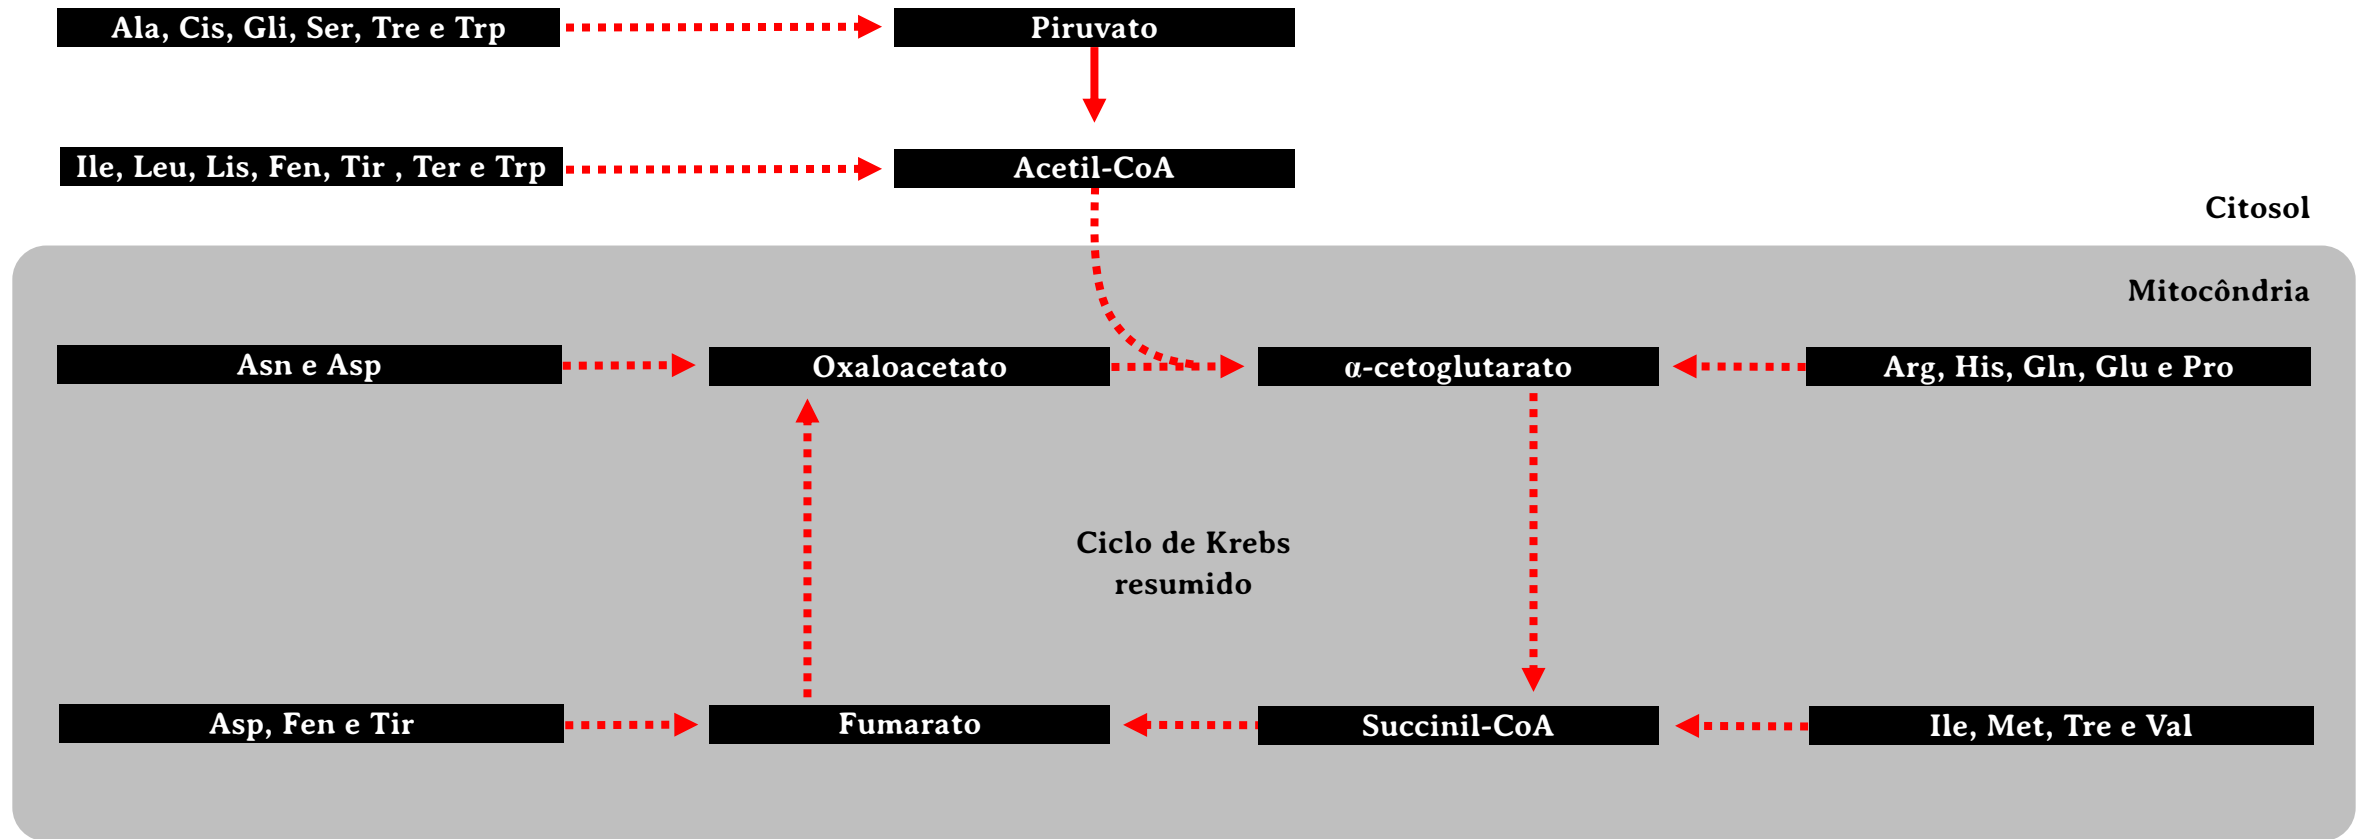 Ala, Cis, Gli, Ser, Tre e Trp
Piruvato
Ile, Leu, Lis, Fen, Tir , Ter e Trp
Acetil-CoA
Citosol
Mitocôndria
Asn e Asp
Oxaloacetato
α-cetoglutarato
Arg, His, Gln, Glu e Pro
Ciclo de Krebs
resumido
Asp, Fen e Tir
Fumarato
Succinil-CoA
Ile, Met, Tre e Val